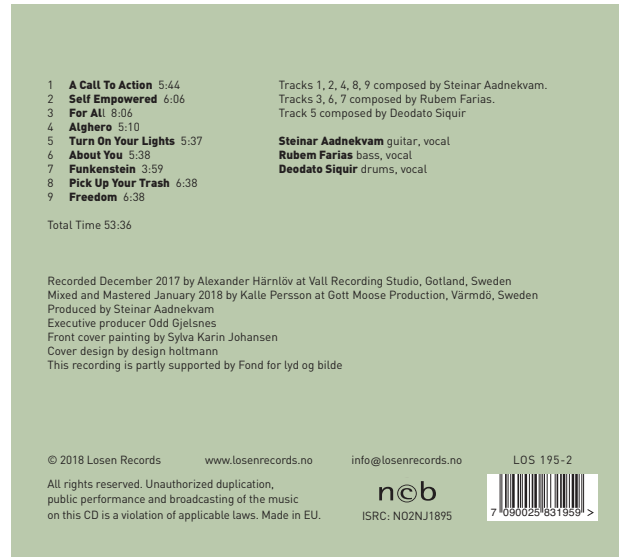 1 A Call To Action 5:44
2 Self Empowered 6:06
3 For All 8:06
4 Alghero 5:10
5 Turn On Your Lights 5:37
6 About You 5:38
7 Funkenstein 3:59
8 Pick Up Your Trash 6:38
9 Freedom 6:38
Total Time 53:36
Tracks 1, 2, 4, 8, 9 composed by Steinar Aadnekvam.
Tracks 3, 6, 7 composed by Rubem Farias.
Track 5 composed by Deodato Siquir
Steinar Aadnekvam guitar, vocal
Rubem Farias bass, vocal
Deodato Siquir drums, vocal
Recorded December 2017 by Alexander Härnlöv at Vall Recording Studio, Gotland, Sweden
Mixed and Mastered January 2018 by Kalle Persson at Gott Moose Production, Värmdö, Sweden
Produced by Steinar Aadnekvam
Executive producer Odd Gjelsnes
Front cover painting by Sylva Karin Johansen
Cover design by design holtmann
This recording is partly supported by Fond for lyd og bilde
© 2018 Losen Records www.losenrecords.no info@losenrecords.no LOS 195-2
All rights reserved. Unauthorized duplication,
public performance and broadcasting of the music
on this CD is a violation of applicable laws. Made in EU.
n©b
ISRC: NO2NJ1895
7 090025 831959 >